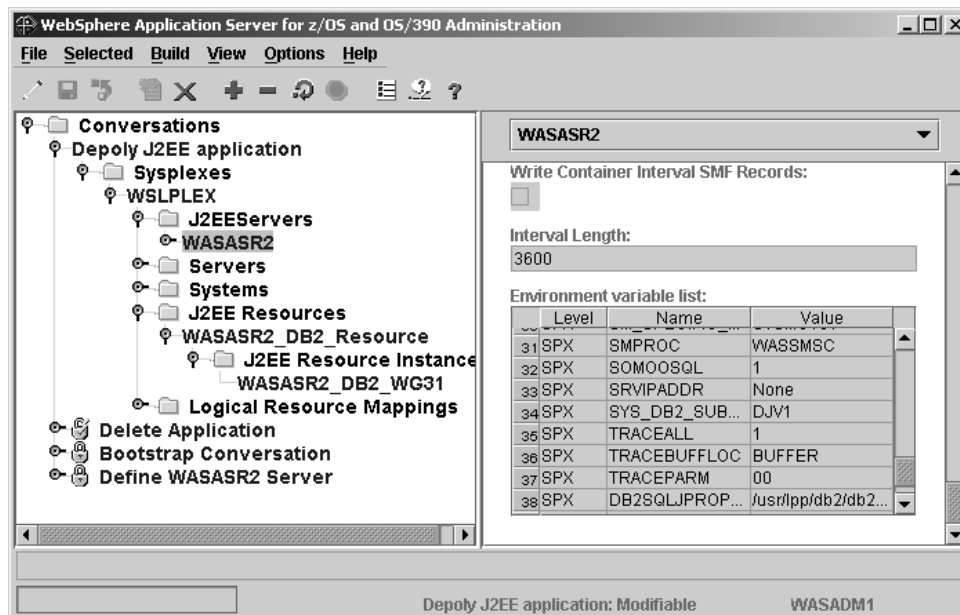 WebSphere Application Server for z/OS and OS/390 Administration
File Selected Build View Options Help
Conversations
Depoly J2EE application
Sysplexes
WSLPLEX
J2EEServers
WASASR2
Servers
Systems
J2EE Resources
WASASR2_DB2_Resource
J2EE Resource Instance
WASASR2_DB2_WG31
Logical Resource Mappings
Delete Application
Bootstrap Conversation
Define WASASR2 Server
WASASR2
Write Container Interval SMF Records:
Interval Length:
3600
Environment variable list:
Level Name Value
31 SPX SMPROC WASSMSC
32 SPX SOMOOSQL 1
33 SPX SRVIPADDR None
34 SPX SYS_DB2_SUB... DJV1
35 SPX TRACEALL 1
36 SPX TRACEBUFFLOC BUFFER
37 SPX TRACEPARM 00
38 SPX DB2SQLJPROP... /usr/lpp/db2/db2...
Depoly J2EE application: Modifiable WASADM1